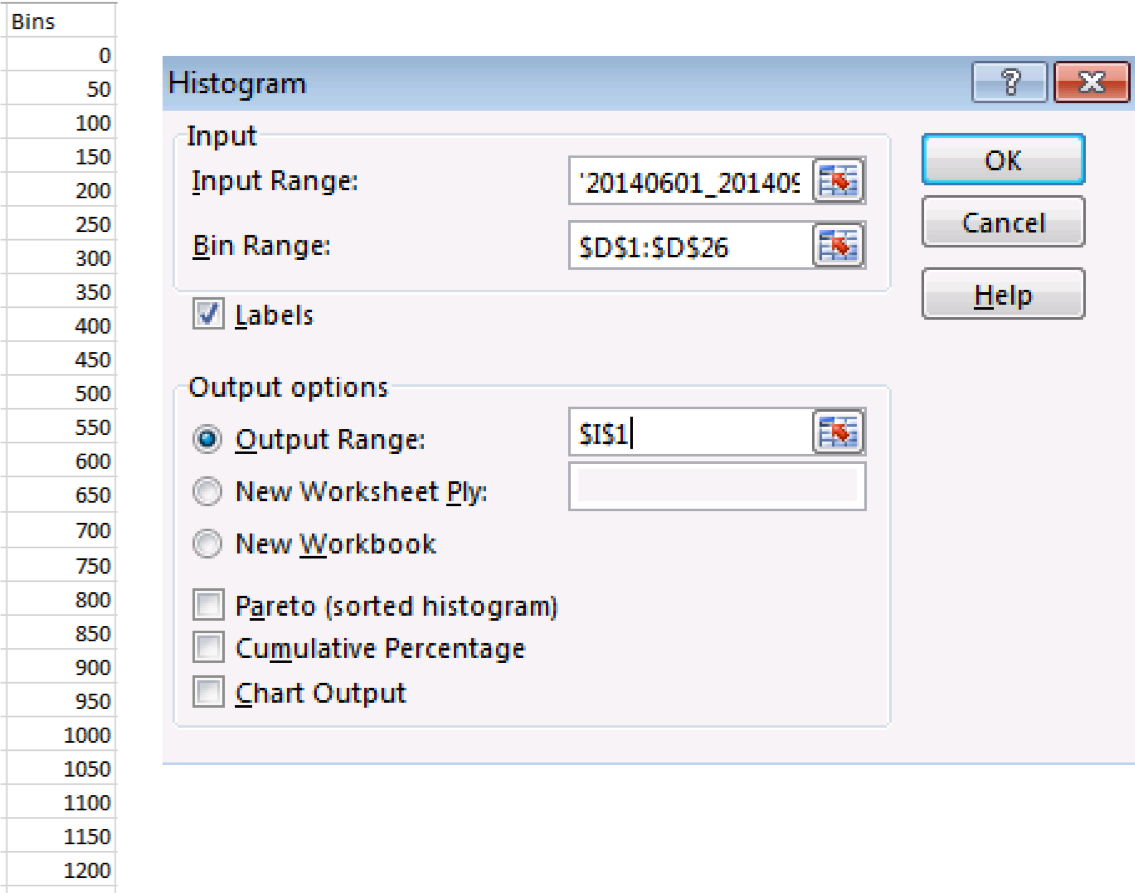 Bins
0
50
100
150
200
250
300
350
400
450
500
550
600
650
700
750
800
850
900
950
1000
1050
1100
1150
1200
Histogram
Input
Input Range:
'20140601_201409
Bin Range:
$D$1:$D$26
Labels
Output options
Output Range:
$I$1
New Worksheet Ply:
New Workbook
Pareto (sorted histogram)
Cumulative Percentage
Chart Output
OK
Cancel
Help